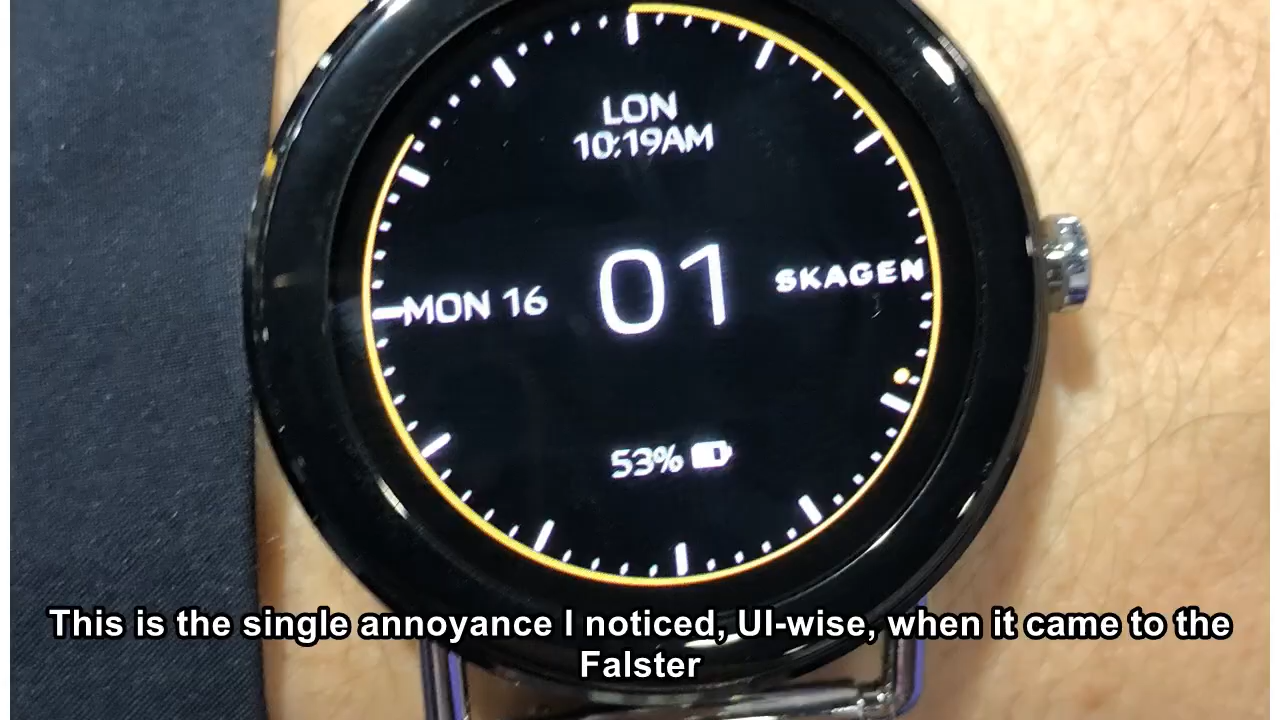 LON
10:19AM
MON 16 01 SKAGEN
53%
This is the single annoyance I noticed, UI-wise, when it came to the
Falster